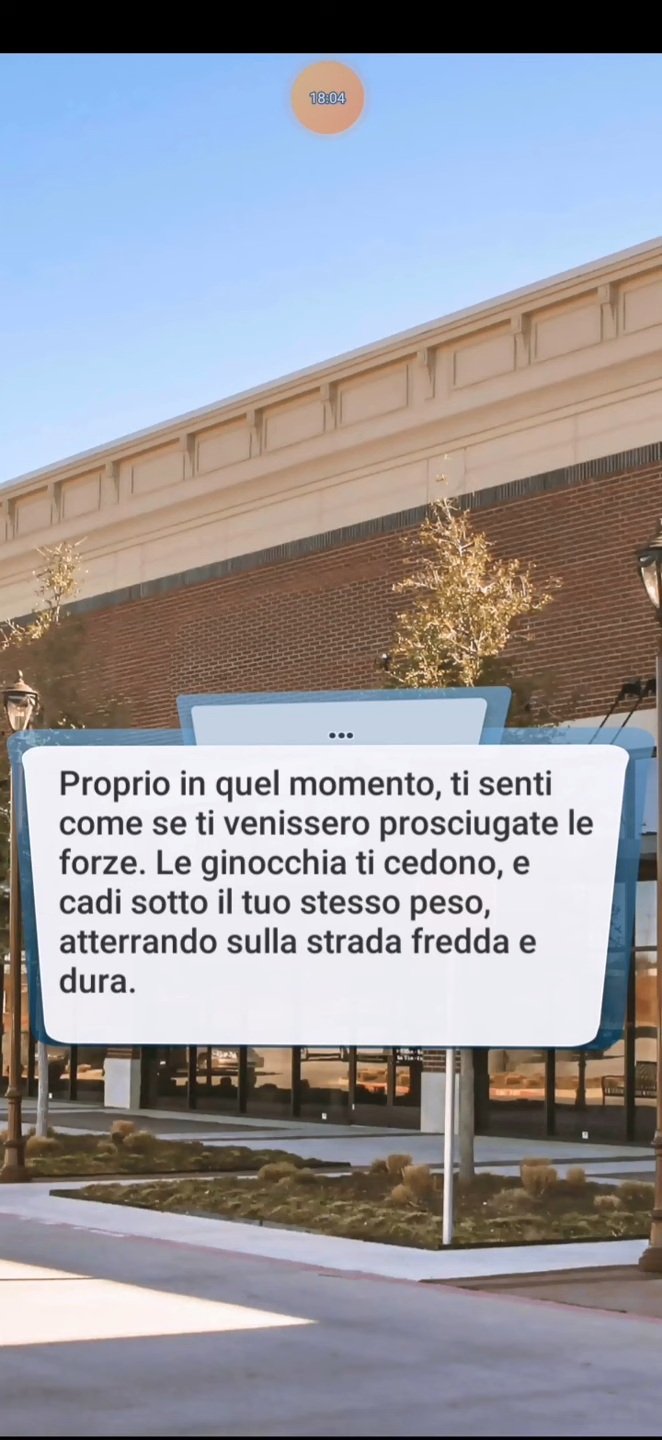 18:04
...
Proprio in quel momento, ti senti
come se ti venissero prosciugate le
forze. Le ginocchia ti cedono, e
cadi sotto il tuo stesso peso,
atterrando sulla strada fredda e
dura.